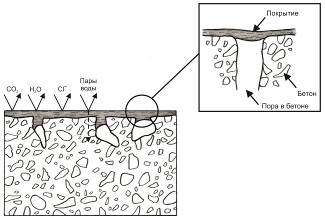 Покрытие
CO₂ H₂O Cl⁻ Пары
воды
Бетон
Пора в бетоне